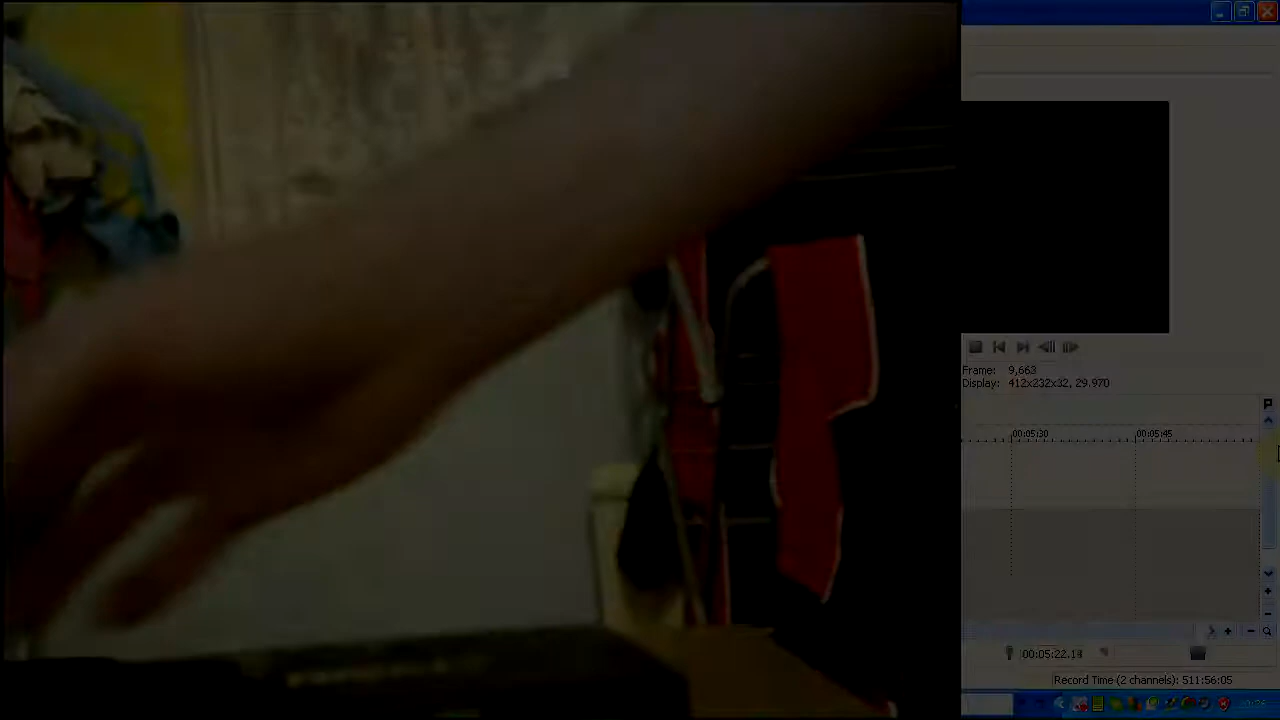 Frame: 9,663
Display: 412x232x32, 29.970
00:05:30 00:05:45
00:05:22.19
Record Time (2 channels): 511:56:05